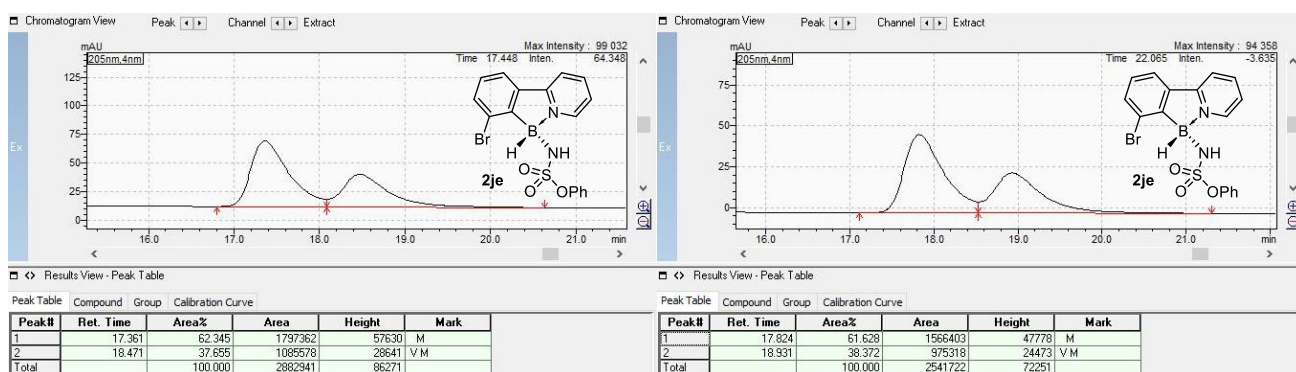 Chromatogram View Peak Channel Extract
mAU
Max Intensity : 99 032
205nm,4nm
Time 17.448 Inten. 64.348
125
100
75
50
25
0
Br
B
N
H
NH
O
S
O
OPh
2je
Ex
16.0 17.0 18.0 19.0 20.0 21.0 min
Results View - Peak Table
Peak Table Compound Group Calibration Curve
Peak# Ret. Time Area% Area Height Mark
1 17.361 62.345 1797362 57630 M
2 18.471 37.655 1085578 28641 V M
Total 100.000 2882941 86271
Chromatogram View Peak Channel Extract
mAU
Max Intensity : 94 358
205nm,4nm
Time 22.065 Inten. -3.635
75
50
25
0
Br
B
N
H
NH
O
S
O
OPh
2je
Ex
16.0 17.0 18.0 19.0 20.0 21.0 min
Results View - Peak Table
Peak Table Compound Group Calibration Curve
Peak# Ret. Time Area% Area Height Mark
1 17.824 61.628 1566403 47778 M
2 18.931 38.372 975318 24473 V M
Total 100.000 2541722 72251